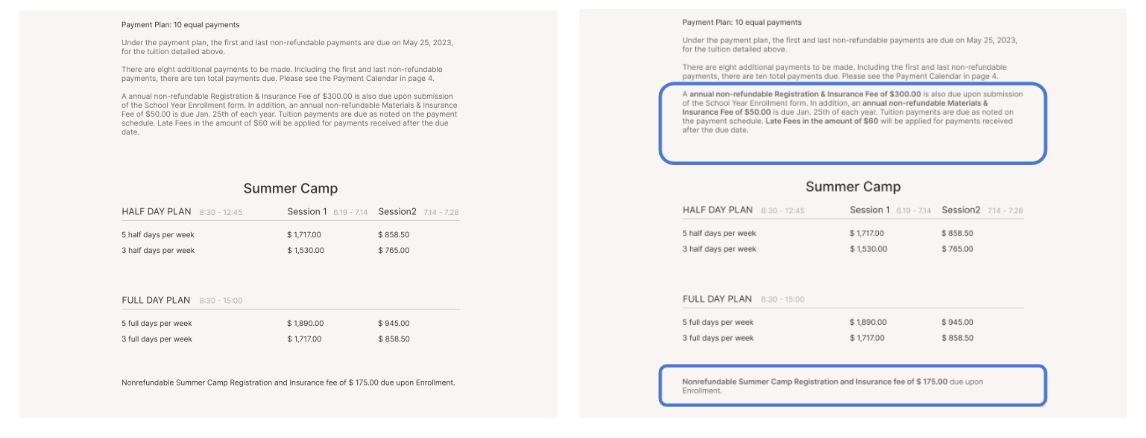 Payment Plan: 10 equal payments
Under the payment plan, the first and last non-refundable payments are due on May 25, 2023,
for the tuition detailed above.
There are eight additional payments to be made. Including the first and last non-refundable
payments, there are ten total payments due. Please see the Payment Calendar in page 4.
A annual non-refundable Registration & Insurance Fee of $300.00 is also due upon submission
of the School Year Enrollment form. In addition, an annual non-refundable Materials & Insurance
Fee of $50.00 is due Jan. 25th of each year. Tuition payments are due as noted on the payment
schedule. Late Fees in the amount of $60 will be applied for payments received after the due
date.
Summer Camp
HALF DAY PLAN 8:30 - 12:45 Session 1 6.19 - 7.14 Session2 7.14 - 7.28
5 half days per week $ 1,717.00 $ 858.50
3 half days per week $ 1,530.00 $ 765.00
FULL DAY PLAN 8:30 - 15:00
5 full days per week $ 1,890.00 $ 945.00
3 full days per week $ 1,717.00 $ 858.50
Nonrefundable Summer Camp Registration and Insurance fee of $ 175.00 due upon Enrollment.
Payment Plan: 10 equal payments
Under the payment plan, the first and last non-refundable payments are due on May 25, 2023,
for the tuition detailed above.
There are eight additional payments to be made. Including the first and last non-refundable
payments, there are ten total payments due. Please see the Payment Calendar in page 4.
A annual non-refundable Registration & Insurance Fee of $300.00 is also due upon submission
of the School Year Enrollment form. In addition, an annual non-refundable Materials &
Insurance Fee of $50.00 is due Jan. 25th of each year. Tuition payments are due as noted on
the payment schedule. Late Fees in the amount of $60 will be applied for payments received
after the due date.
Summer Camp
HALF DAY PLAN 8:30 - 12:45 Session 1 6.19 - 7.14 Session2 7.14 - 7.28
5 half days per week $ 1,717.00 $ 858.50
3 half days per week $ 1,530.00 $ 765.00
FULL DAY PLAN 8:30 - 15:00
5 full days per week $ 1,890.00 $ 945.00
3 full days per week $ 1,717.00 $ 858.50
Nonrefundable Summer Camp Registration and Insurance fee of $ 175.00 due upon
Enrollment.